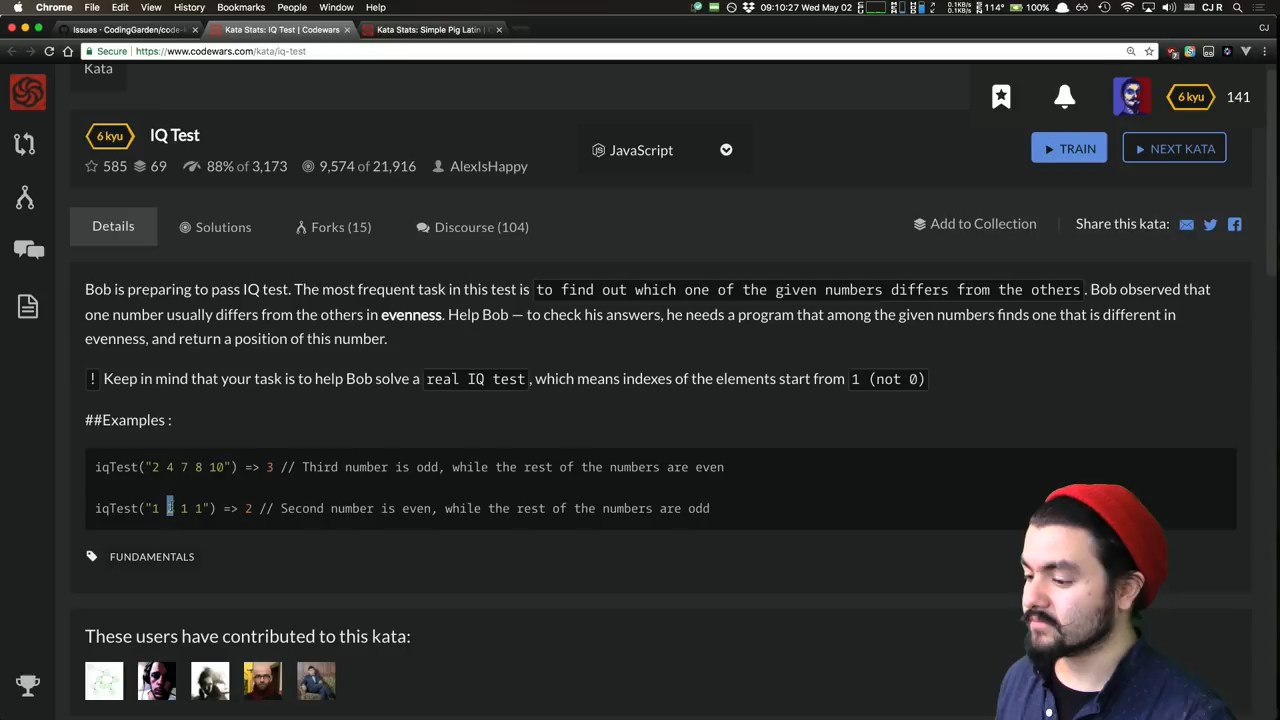 Chrome File Edit View History Bookmarks People Window Help
0.1KB/s
0.1KB/s
114° 100% 09:10:27 Wed May 02 CJ R
Issues · CodingGarden/code-k
Kata Stats: IQ Test | Codewars
Kata Stats: Simple Pig Latin |
CJ
Secure https://www.codewars.com/kata/iq-test
Kata
6 kyu 141
6 kyu IQ Test
JavaScript
TRAIN
NEXT KATA
585 69 88% of 3,173 9,574 of 21,916 AlexIsHappy
Details Solutions Forks (15) Discourse (104)
Add to Collection Share this kata:
Bob is preparing to pass IQ test. The most frequent task in this test is to find out which one of the given numbers differs from the others. Bob observed that
one number usually differs from the others in evenness. Help Bob — to check his answers, he needs a program that among the given numbers finds one that is different in
evenness, and return a position of this number.
! Keep in mind that your task is to help Bob solve a real IQ test, which means indexes of the elements start from 1 (not 0)
##Examples :
iqTest("2 4 7 8 10") => 3 // Third number is odd, while the rest of the numbers are even
iqTest("1 2 1 1") => 2 // Second number is even, while the rest of the numbers are odd
FUNDAMENTALS
These users have contributed to this kata: